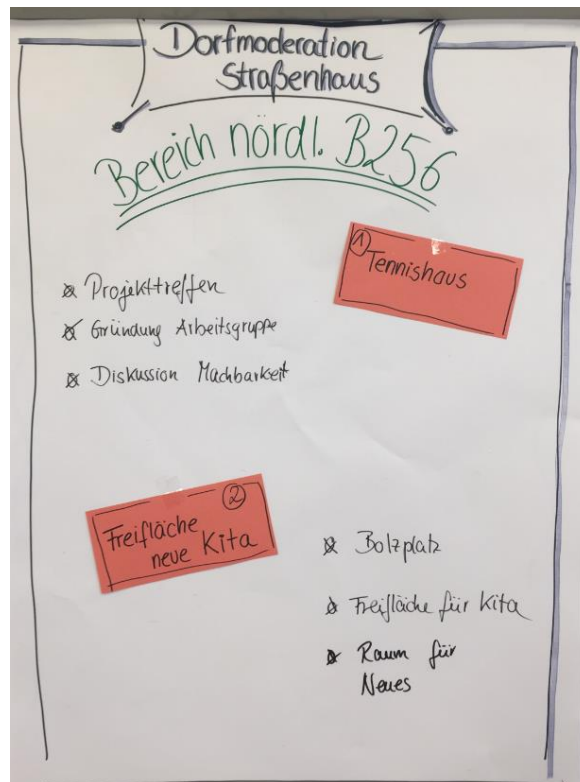 Dorfmoderation
Straßenhaus
Bereich nördl. B256
① Tennishaus
Projekttreffen
Gründung Arbeitsgruppe
Diskussion Machbarkeit
②
Freifläche
neue Kita
Bolzplatz
Freifläche für Kita
Raum für
Neues